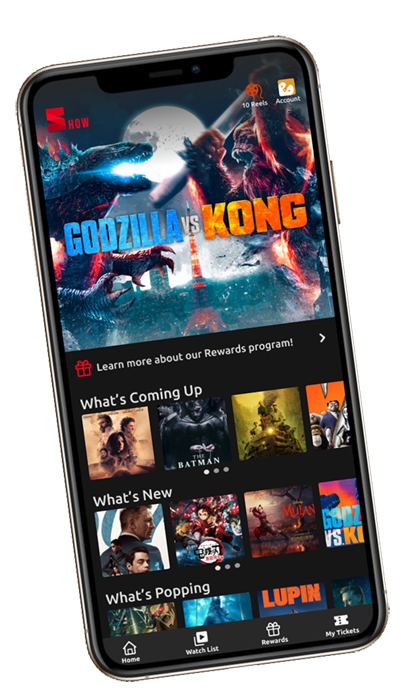 SHOW
10 Reels
Account
GODZILLA VS KONG
Learn more about our Rewards program!
What's Coming Up
THE
BATMAN
What's New
MULAN
GODZ
VS. K
What's Popping
LUPIN
Home
Watch List
Rewards
My Tickets